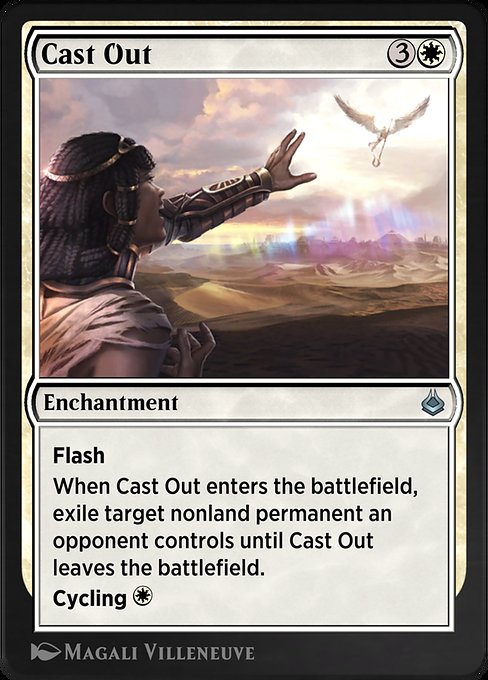 Cast Out 3
Enchantment
Flash
When Cast Out enters the battlefield,
exile target nonland permanent an
opponent controls until Cast Out
leaves the battlefield.
Cycling
MAGALI VILLENEUVE